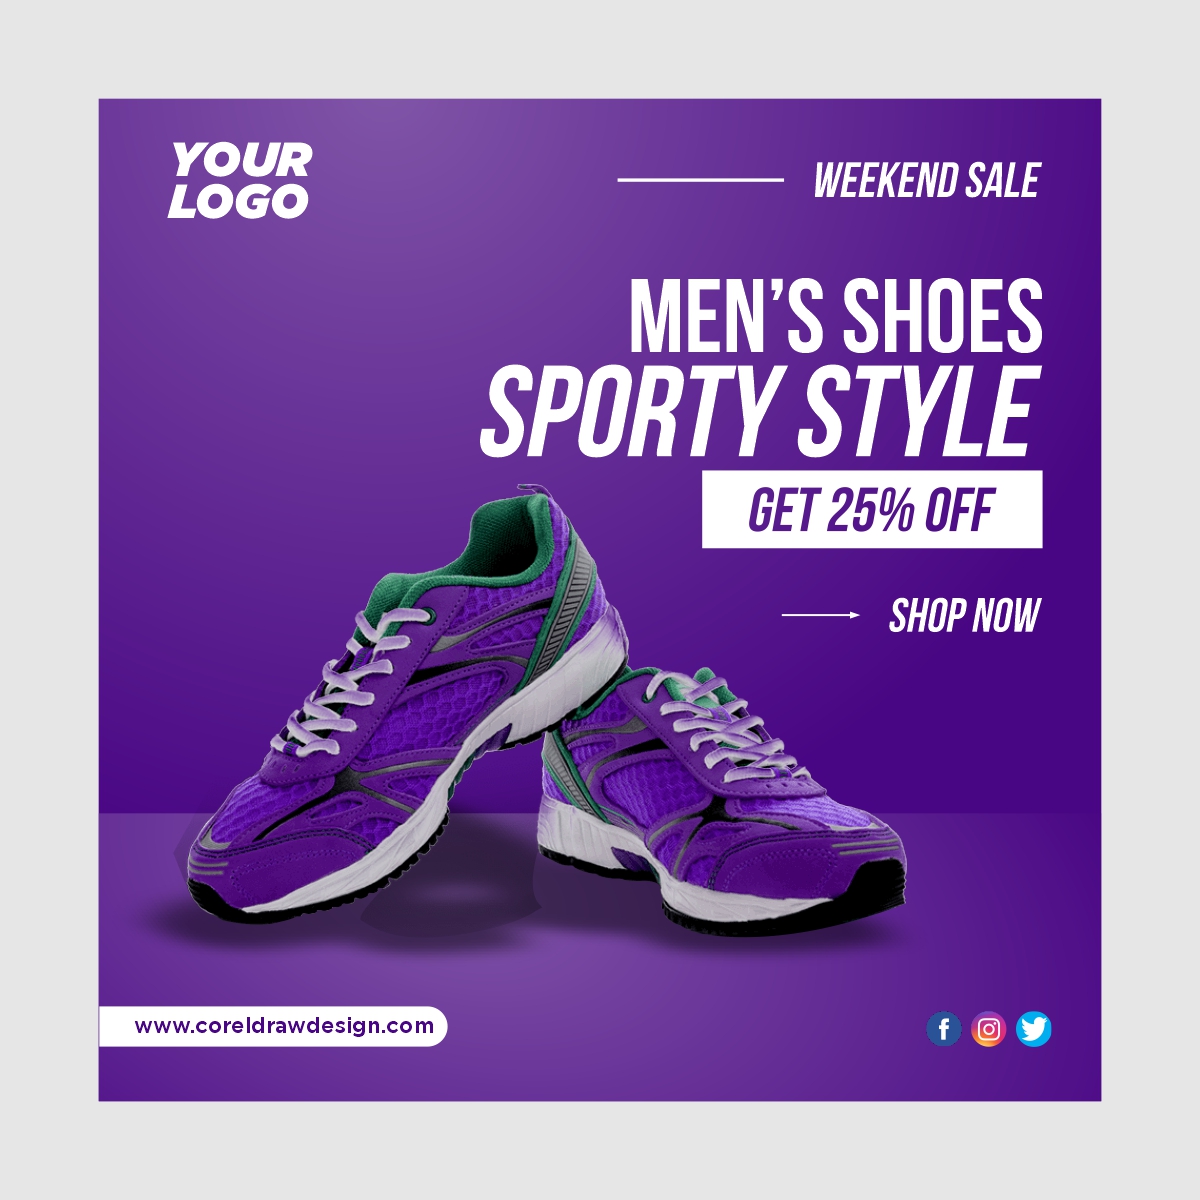 YOUR
LOGO
WEEKEND SALE
MEN’S SHOES
SPORTY STYLE
GET 25% OFF
SHOP NOW
www.coreldrawdesign.com